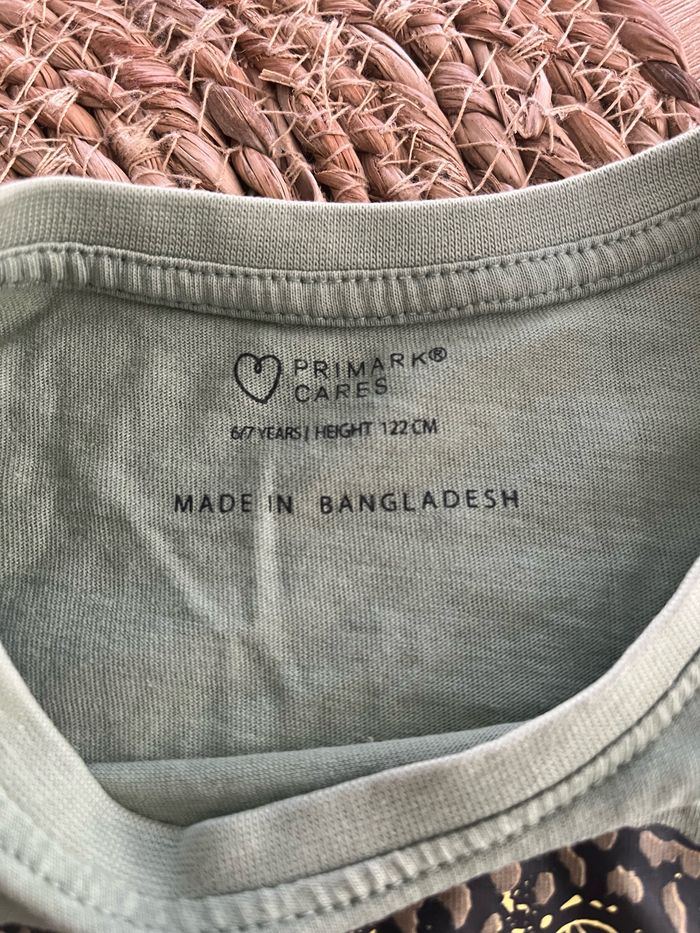 PRIMARK®
CARES
6/7 YEARS | HEIGHT 122 CM
MADE IN BANGLADESH